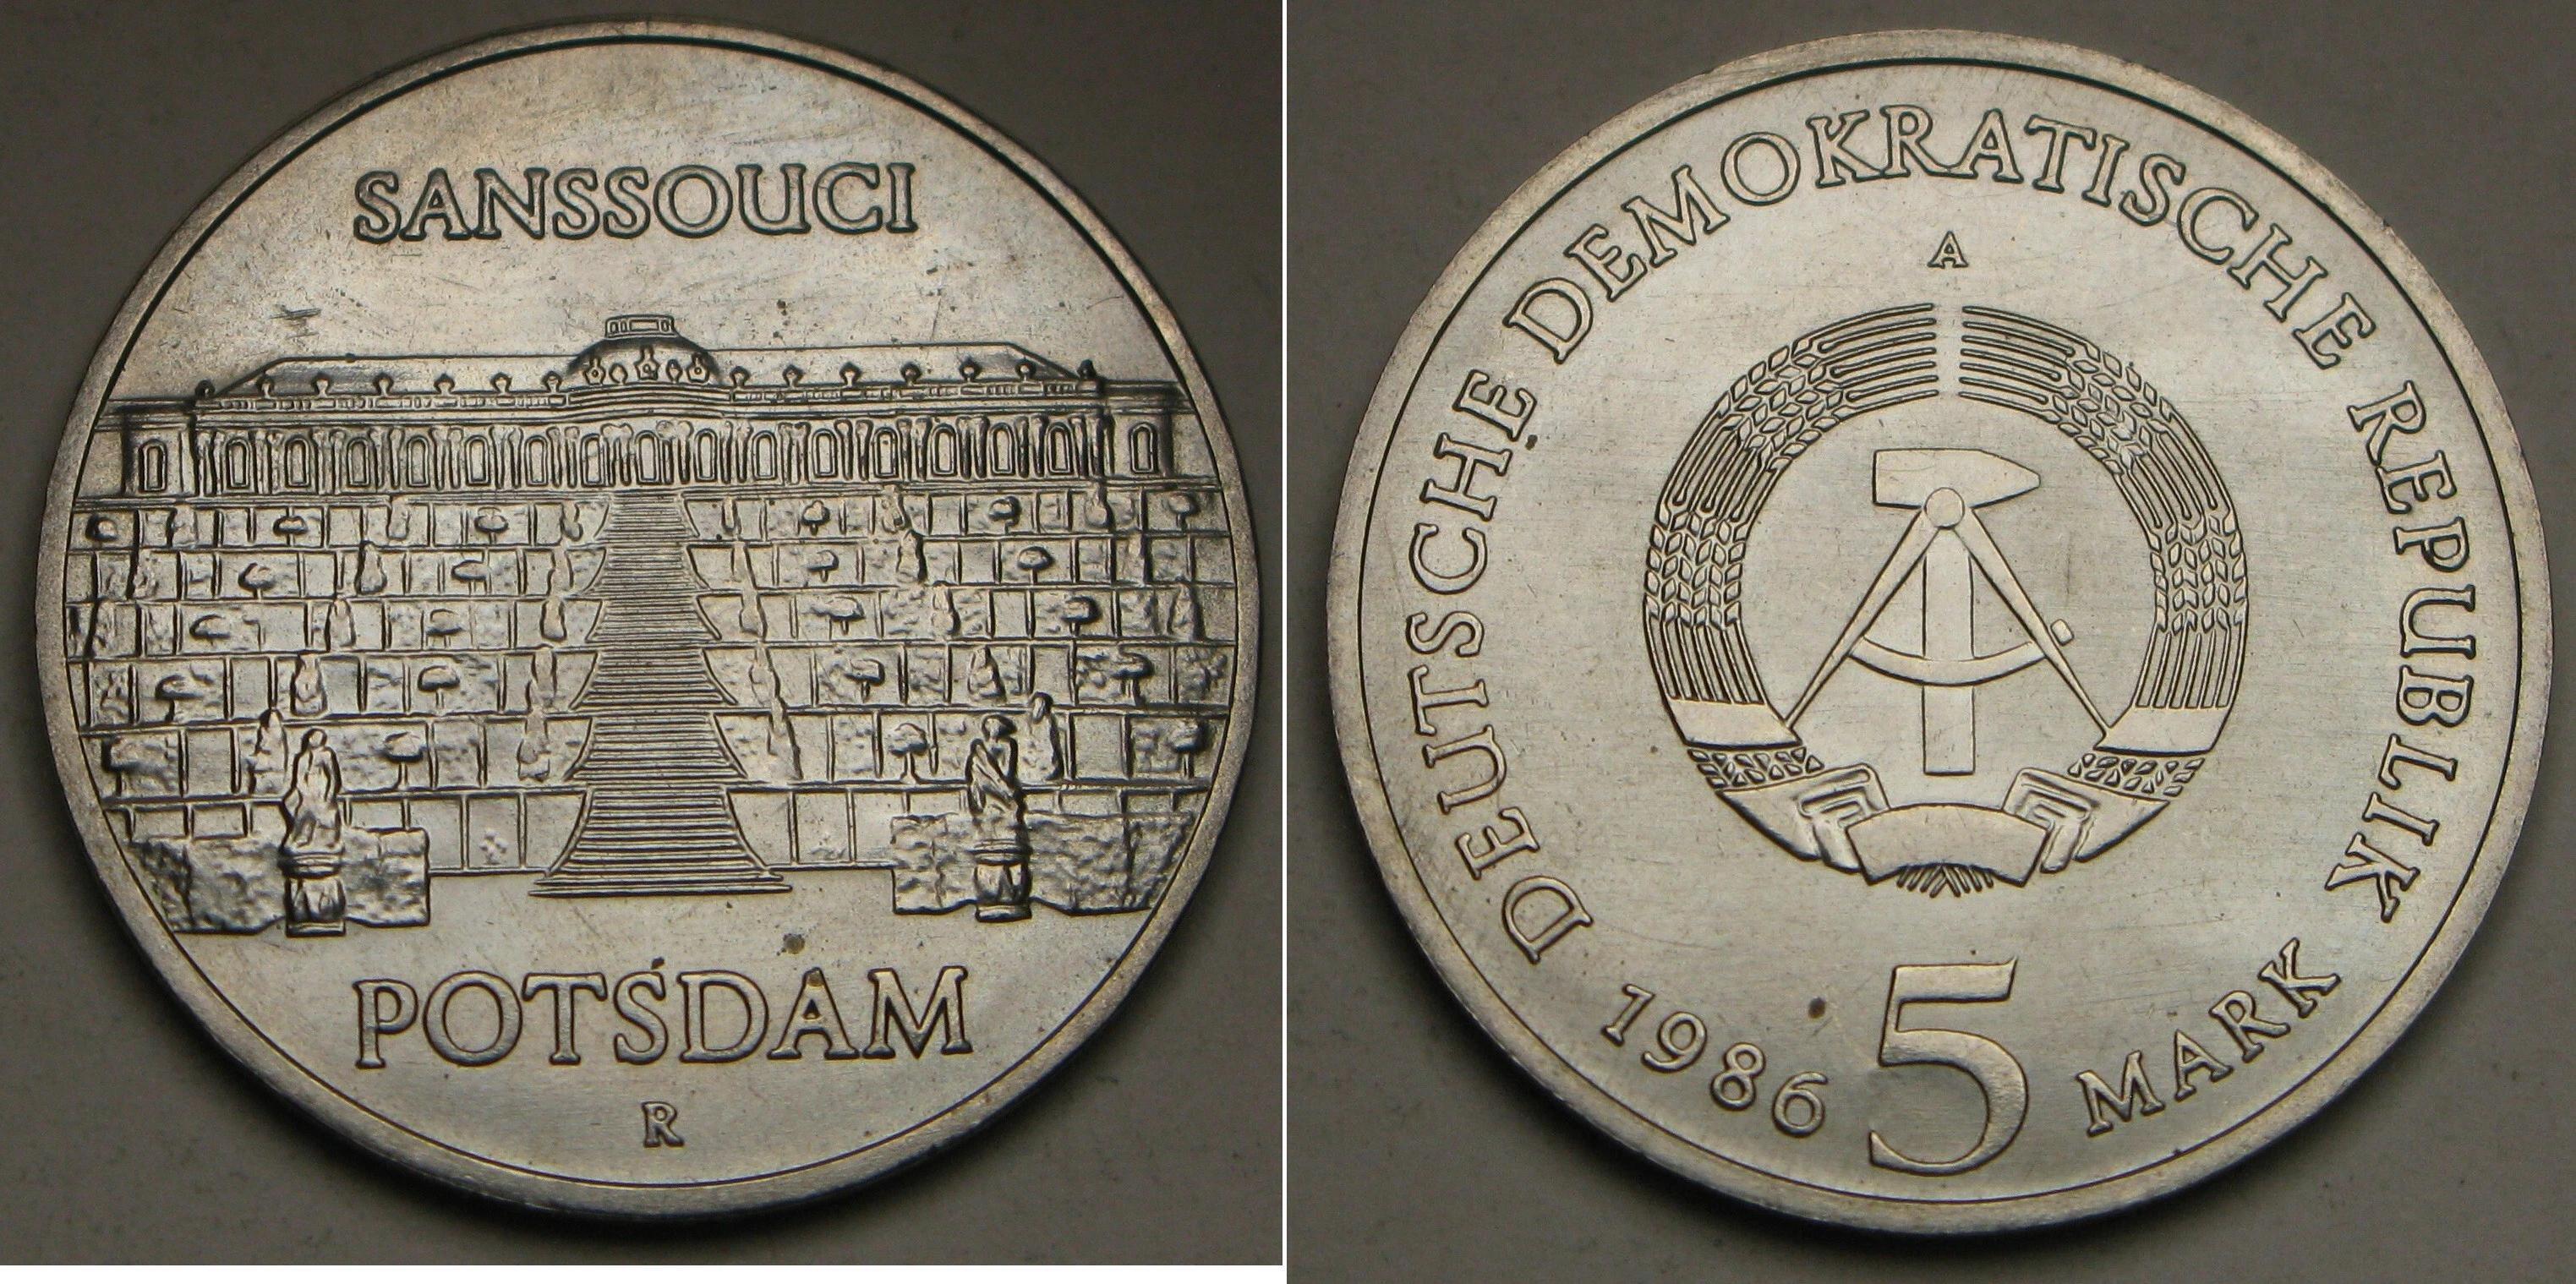 SANSSOUCI
POTSDAM
R
DEUTSCHE DEMOKRATISCHE REPUBLIK
A
1986 5 MARK